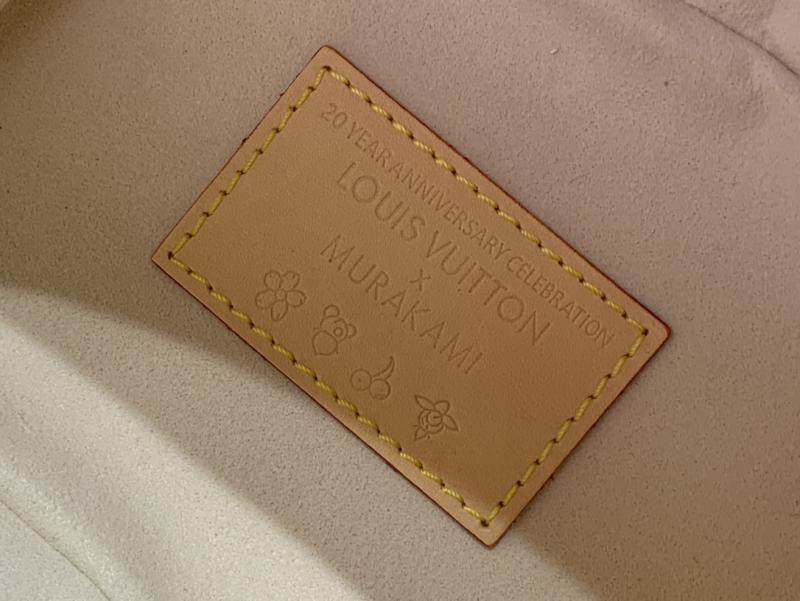 20 YEAR ANNIVERSARY CELEBRATION
LOUIS VUITTON
x
MURAKAMI